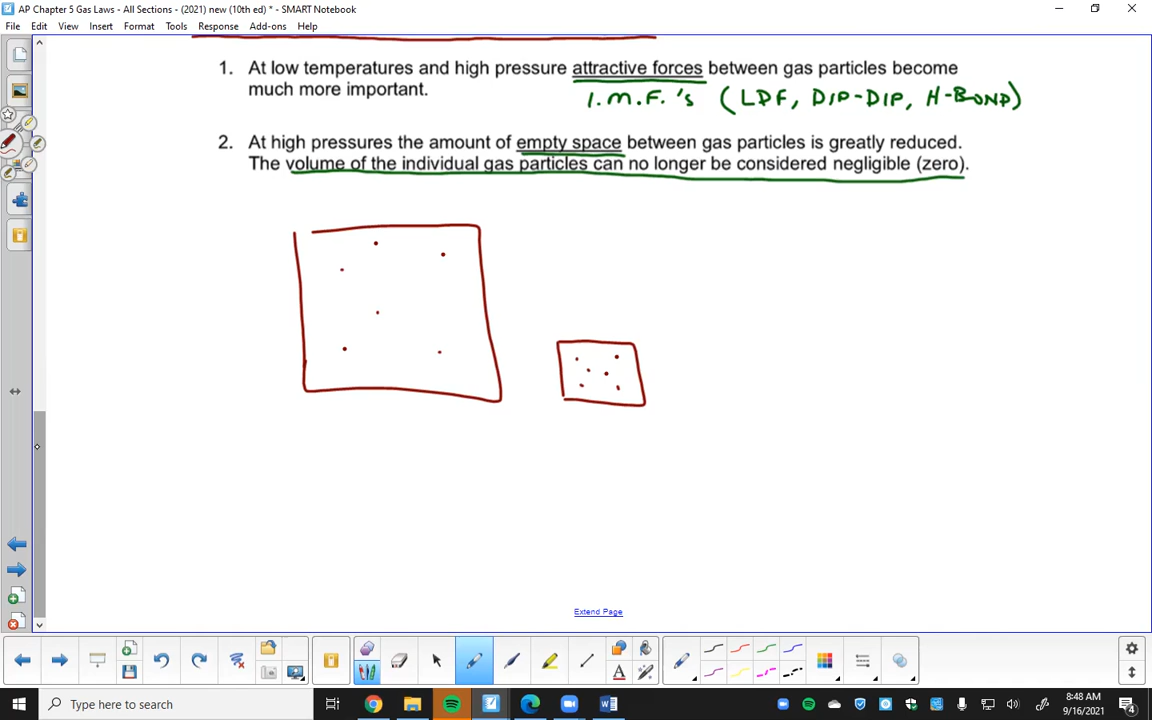 AP Chapter 5 Gas Laws - All Sections - (2021) new (10th ed) * - SMART Notebook
File Edit View Insert Format Tools Response Add-ons Help
1. At low temperatures and high pressure attractive forces between gas particles become
much more important.
I.M.F.'s (LDF, DIP-DIP, H-BOND)
2. At high pressures the amount of empty space between gas particles is greatly reduced.
The volume of the individual gas particles can no longer be considered negligible (zero).
Extend Page
Type here to search
8:48 AM
9/16/2021
4